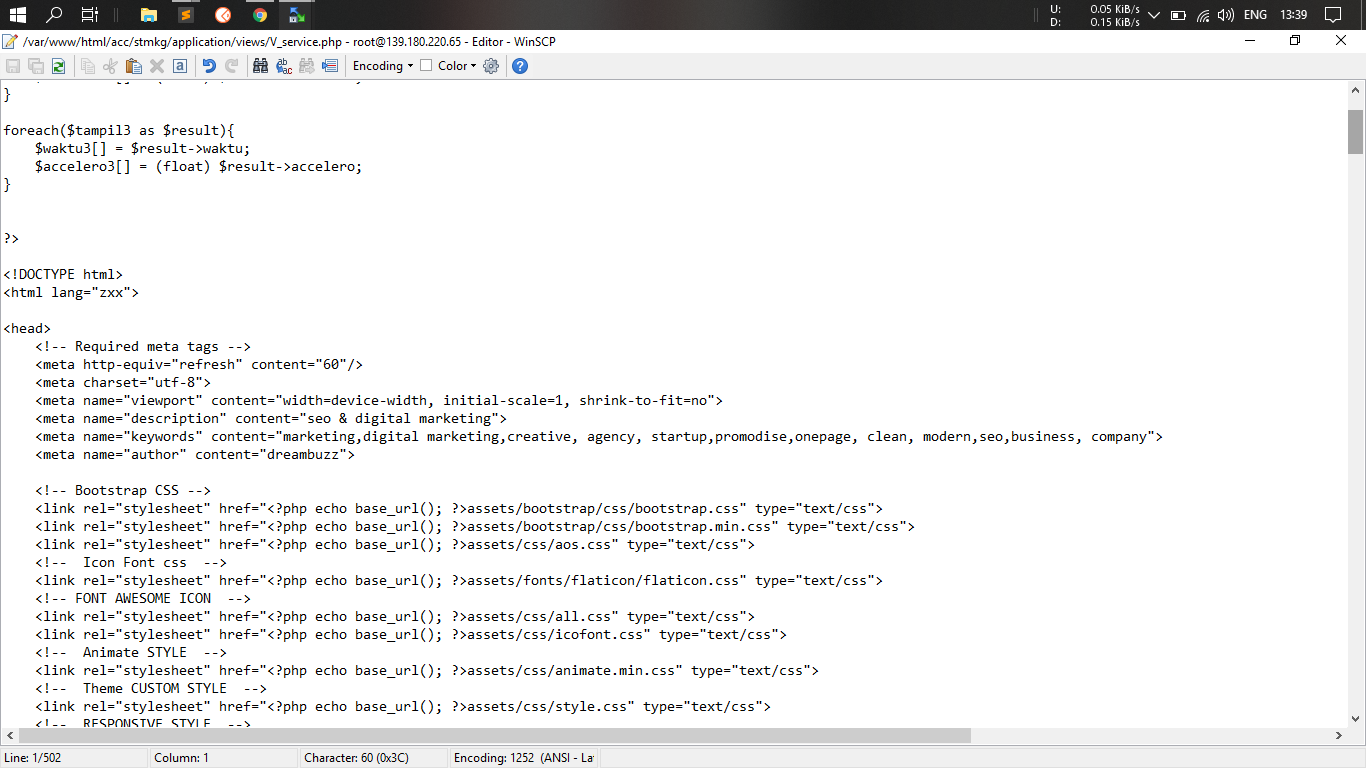 U: 0.05 KiB/s
D: 0.15 KiB/s
ENG 13:39
/var/www/html/acc/stmkg/application/views/V_service.php - root@139.180.220.65 - Editor - WinSCP
Encoding Color
}
foreach($tampil3 as $result){
$waktu3[] = $result->waktu;
$accelero3[] = (float) $result->accelero;
}
?>
<!DOCTYPE html>
<html lang="zxx">
<head>
<!-- Required meta tags -->
<meta http-equiv="refresh" content="60"/>
<meta charset="utf-8">
<meta name="viewport" content="width=device-width, initial-scale=1, shrink-to-fit=no">
<meta name="description" content="seo & digital marketing">
<meta name="keywords" content="marketing,digital marketing,creative, agency, startup,promodise,onepage, clean, modern,seo,business, company">
<meta name="author" content="dreambuzz">
<!-- Bootstrap CSS -->
<link rel="stylesheet" href="<?php echo base_url(); ?>assets/bootstrap/css/bootstrap.css" type="text/css">
<link rel="stylesheet" href="<?php echo base_url(); ?>assets/bootstrap/css/bootstrap.min.css" type="text/css">
<link rel="stylesheet" href="<?php echo base_url(); ?>assets/css/aos.css" type="text/css">
<!--  Icon Font css  -->
<link rel="stylesheet" href="<?php echo base_url(); ?>assets/fonts/flaticon/flaticon.css" type="text/css">
<!-- FONT AWESOME ICON  -->
<link rel="stylesheet" href="<?php echo base_url(); ?>assets/css/all.css" type="text/css">
<link rel="stylesheet" href="<?php echo base_url(); ?>assets/css/icofont.css" type="text/css">
<!--  Animate STYLE  -->
<link rel="stylesheet" href="<?php echo base_url(); ?>assets/css/animate.min.css" type="text/css">
<!--  Theme CUSTOM STYLE  -->
<link rel="stylesheet" href="<?php echo base_url(); ?>assets/css/style.css" type="text/css">
<!--  RESPONSIVE STYLE  -->
Line: 1/502 Column: 1 Character: 60 (0x3C) Encoding: 1252 (ANSI - La